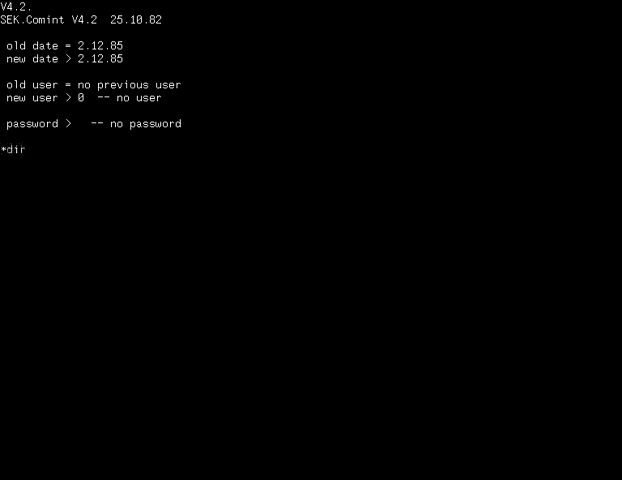 V4.2.
SEK.Comint V4.2  25.10.82
old date = 2.12.85
new date > 2.12.85
old user = no previous user
new user > 0  -- no user
password >   -- no password
*dir